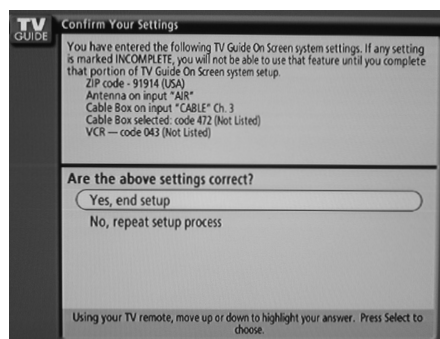 TV
GUIDE
Confirm Your Settings
You have entered the following TV Guide On Screen system settings. If any setting
is marked INCOMPLETE, you will not be able to use that feature until you complete
that portion of TV Guide On Screen system setup.
ZIP code - 91914 (USA)
Antenna on input "AIR"
Cable Box on input "CABLE" Ch. 3
Cable Box selected: code 472 (Not Listed)
VCR — code 043 (Not Listed)
Are the above settings correct?
Yes, end setup
No, repeat setup process
Using your TV remote, move up or down to highlight your answer. Press Select to
choose.